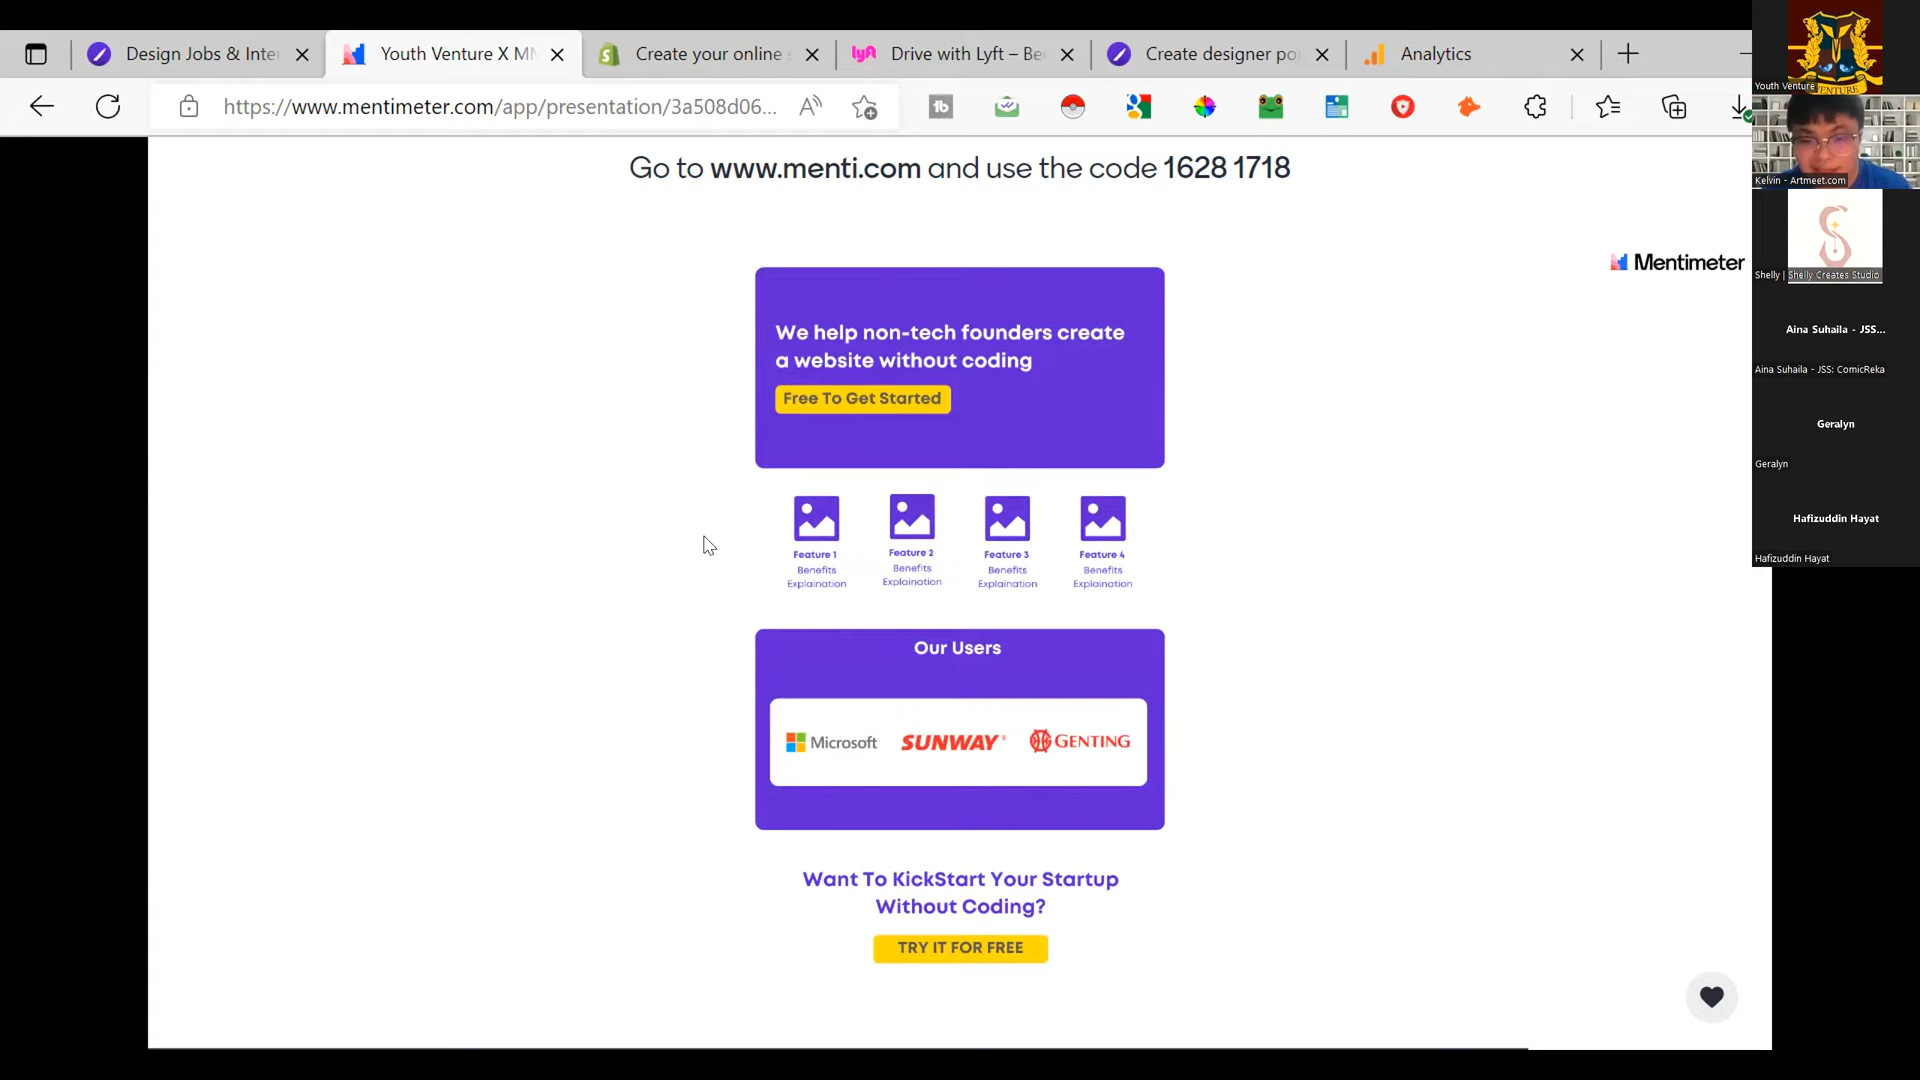 Design Jobs & Inte
Youth Venture X MN
Create your online s
Drive with Lyft – Be
Create designer po
Analytics
https://www.mentimeter.com/app/presentation/3a508d06...
Go to www.menti.com and use the code 1628 1718
Mentimeter
We help non-tech founders create
a website without coding
Free To Get Started
Feature 1
Benefits
Explaination
Feature 2
Benefits
Explaination
Feature 3
Benefits
Explaination
Feature 4
Benefits
Explaination
Our Users
Microsoft
SUNWAY
GENTING
Want To KickStart Your Startup
Without Coding?
TRY IT FOR FREE
VENTURE
Youth Venture
Kelvin - Artmeet.com
Shelly | Shelly Creates Studio
Aina Suhaila - JSS...
Aina Suhaila - JSS: ComicReka
Geralyn
Geralyn
Hafizuddin Hayat
Hafizuddin Hayat